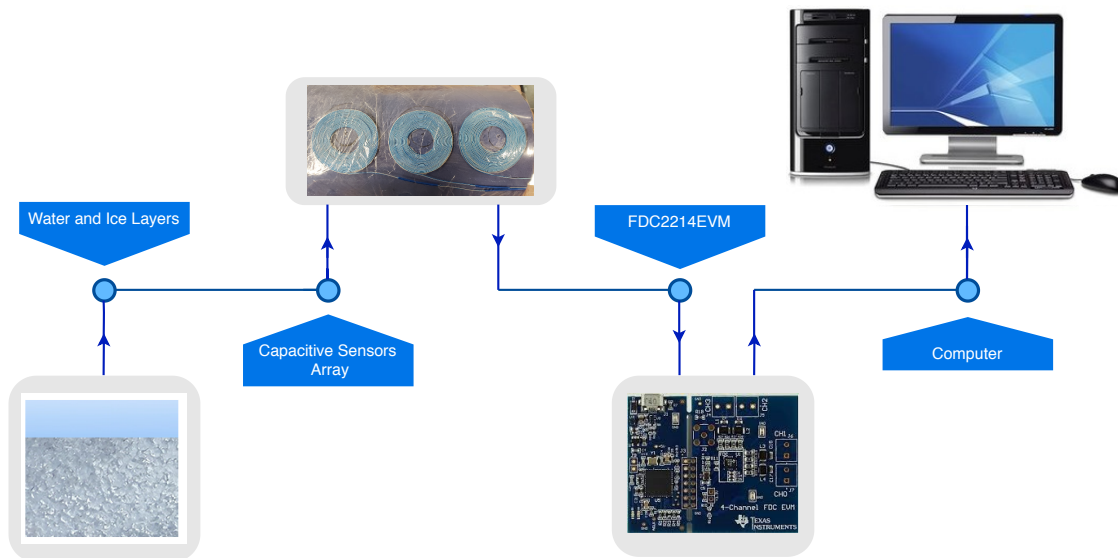 Water and Ice Layers
FDC2214EVM
Capacitive Sensors
Array
Computer
CH3
CH2
CH1
CH0
4-Channel FDC EVM
TEXAS
INSTRUMENTS